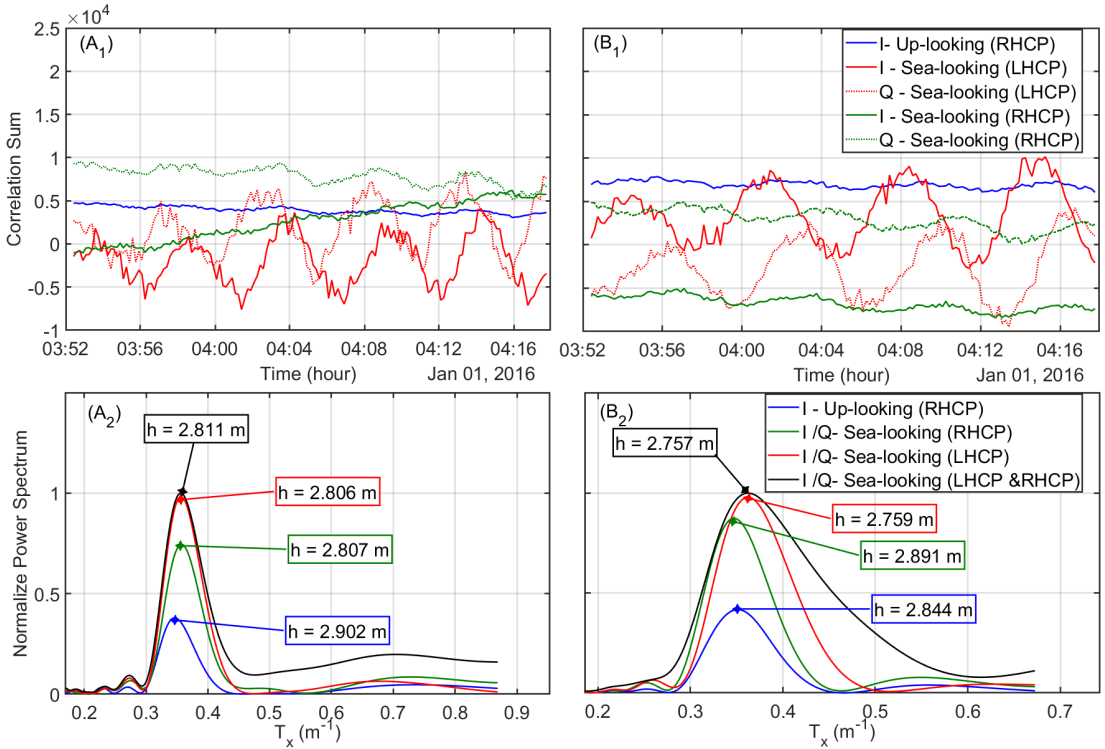 ×10⁴
(A₁)
2.5
2
1.5
1
0.5
0
-0.5
-1
Correlation Sum
03:52
03:56
04:00
04:04
04:08
04:12
04:16
Time (hour)
Jan 01, 2016
(B₁)
I- Up-looking (RHCP)
I - Sea-looking (LHCP)
Q - Sea-looking (LHCP)
I - Sea-looking (RHCP)
Q - Sea-looking (RHCP)
03:52
03:56
04:00
04:04
04:08
04:12
04:16
Time (hour)
Jan 01, 2016
(A₂)
h = 2.811 m
h = 2.806 m
h = 2.807 m
h = 2.902 m
1
0.5
0
Normalize Power Spectrum
0.2
0.3
0.4
0.5
0.6
0.7
0.8
0.9
Tₓ (m⁻¹)
(B₂)
I - Up-looking (RHCP)
I /Q- Sea-looking (RHCP)
I /Q- Sea-looking (LHCP)
I /Q- Sea-looking (LHCP &RHCP)
h = 2.757 m
h = 2.759 m
h = 2.891 m
h = 2.844 m
0.2
0.3
0.4
0.5
0.6
0.7
Tₓ (m⁻¹)